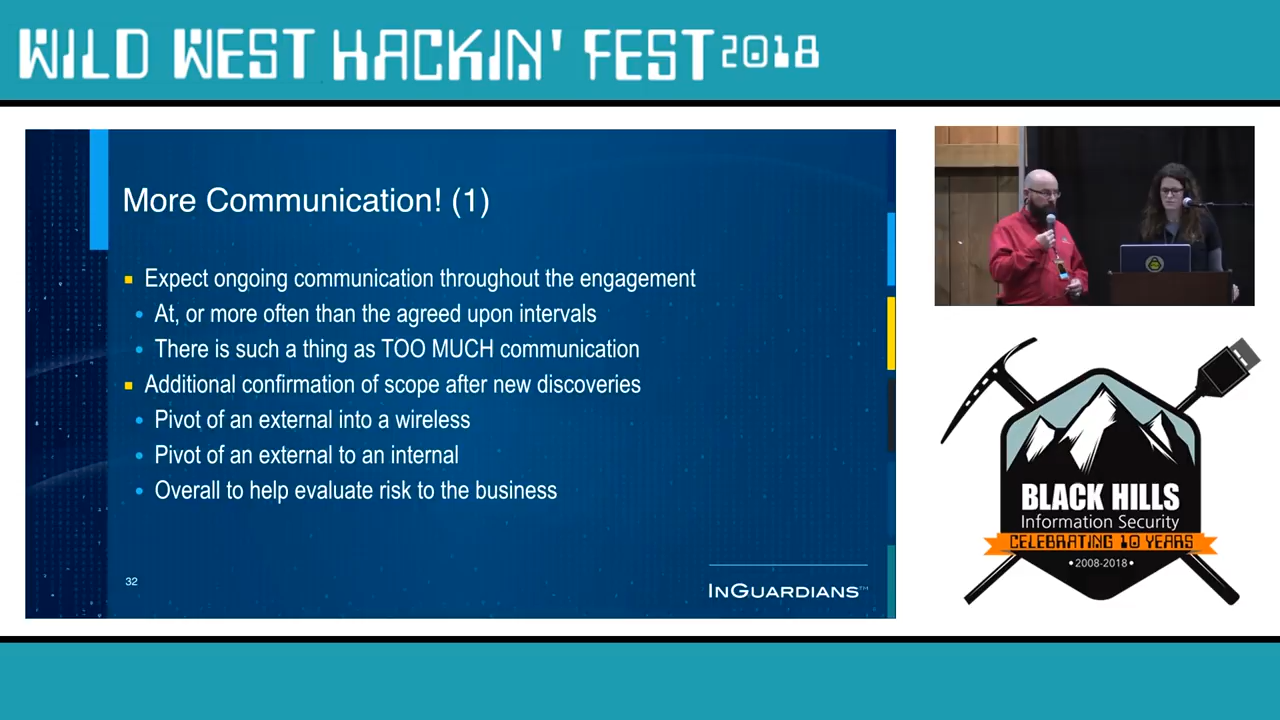 WILD WEST HACKIN' FEST 2018
More Communication! (1)
Expect ongoing communication throughout the engagement
At, or more often than the agreed upon intervals
There is such a thing as TOO MUCH communication
Additional confirmation of scope after new discoveries
Pivot of an external into a wireless
Pivot of an external to an internal
Overall to help evaluate risk to the business
32
INGUARDIANS™
BLACK HILLS
Information Security
CELEBRATING 10 YEARS
•2008-2018•